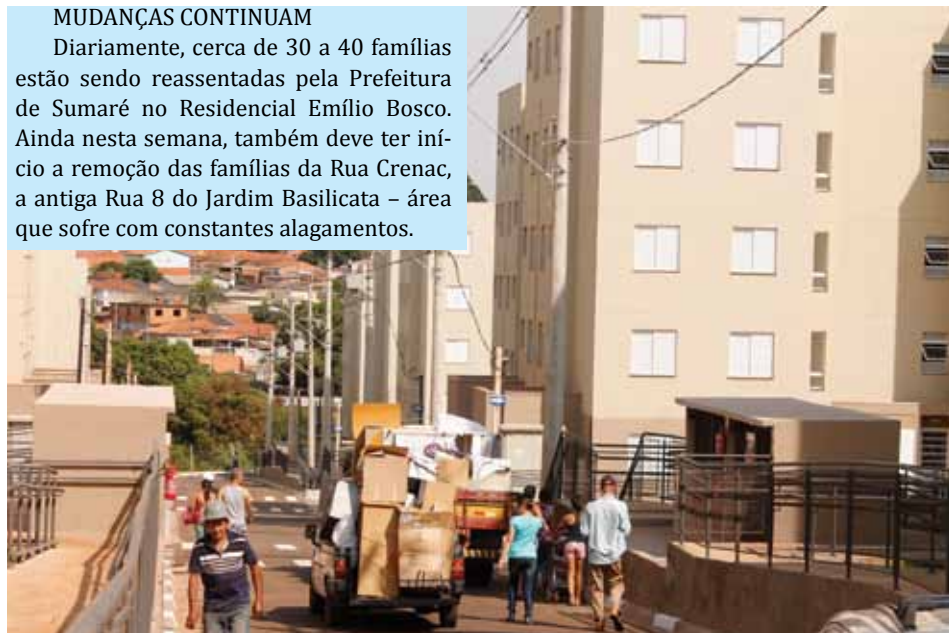 MUDANÇAS CONTINUAM
Diariamente, cerca de 30 a 40 famílias
estão sendo reassentadas pela Prefeitura
de Sumaré no Residencial Emílio Bosco.
Ainda nesta semana, também deve ter iní-
cio a remoção das famílias da Rua Crenac,
a antiga Rua 8 do Jardim Basilicata – área
que sofre com constantes alagamentos.